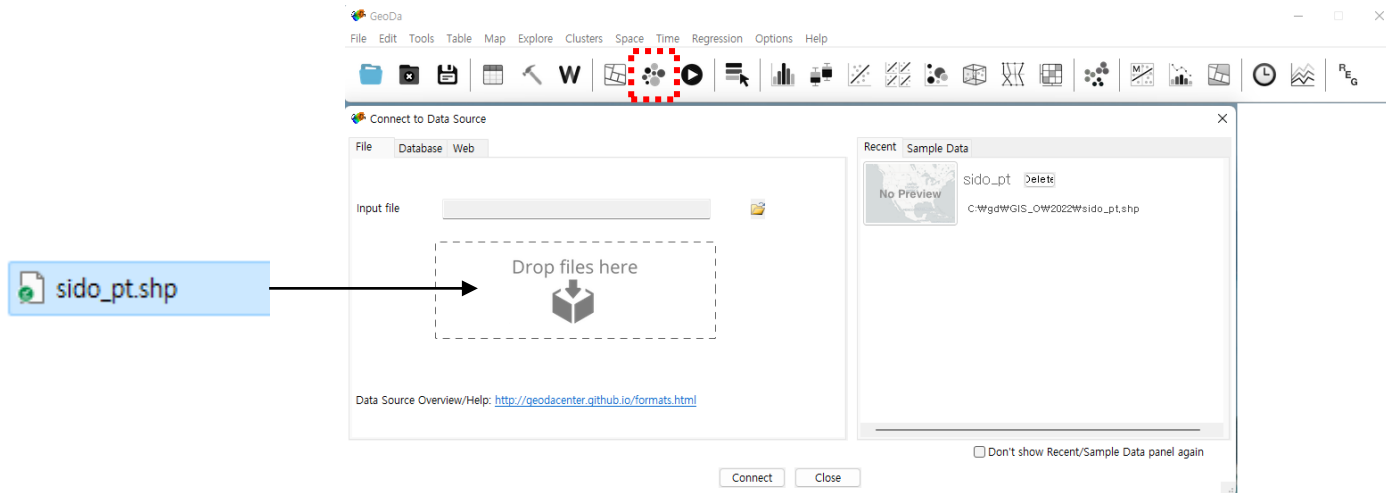 GeoDa
File Edit Tools Table Map Explore Clusters Space Time Regression Options Help
W
M
R E G
Connect to Data Source
File Database Web
Recent Sample Data
No Preview
sido_pt Delete
C:₩gd₩GIS_O₩2022₩sido_pt,shp
Input file
Drop files here
sido_pt.shp
Data Source Overview/Help: http://geodacenter.github.io/formats.html
Don't show Recent/Sample Data panel again
Connect Close